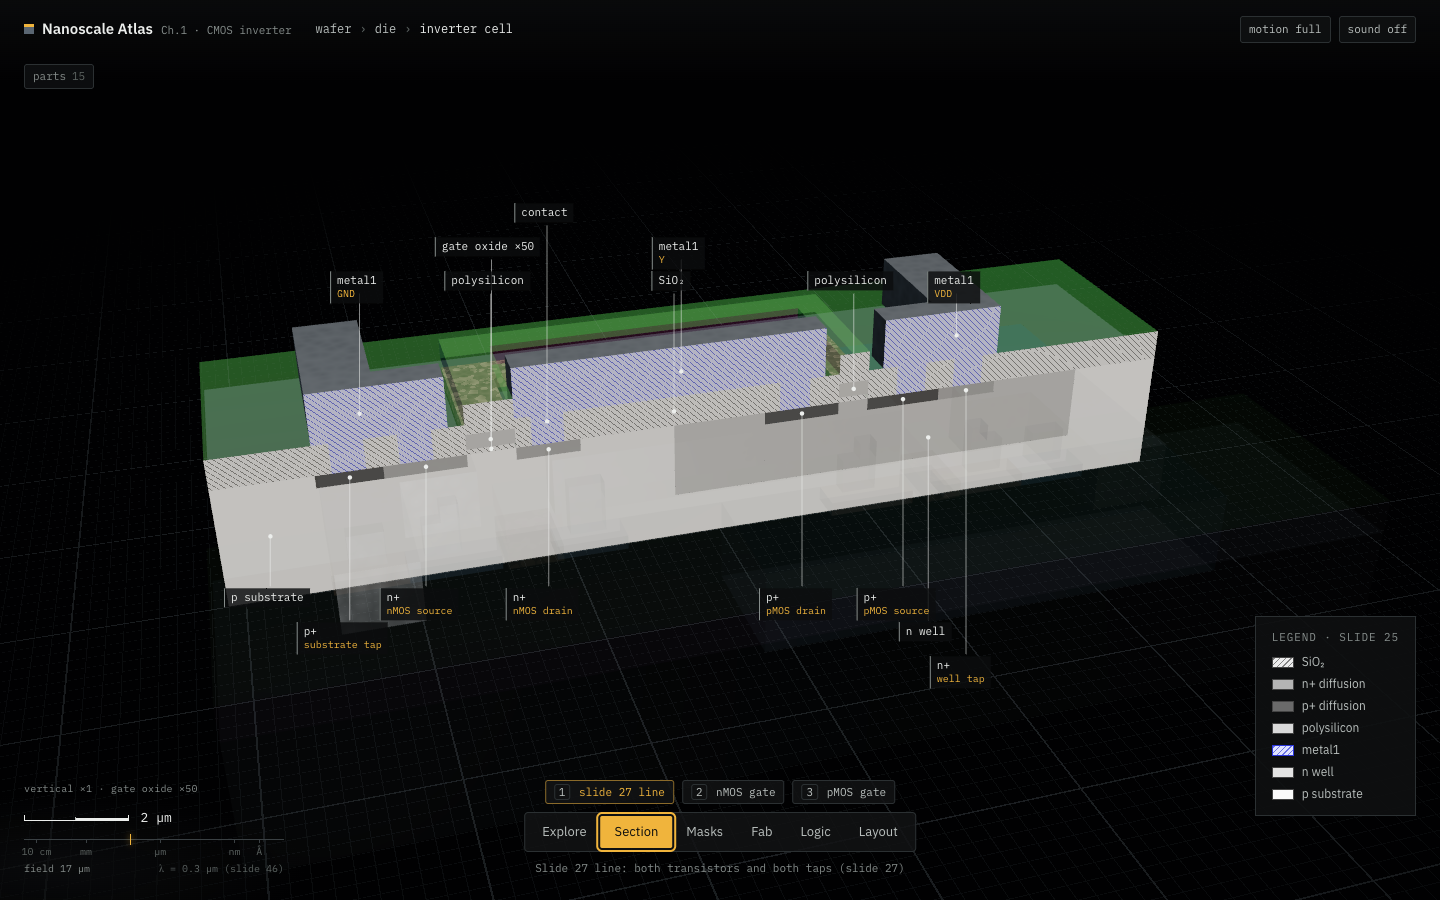 Nanoscale Atlas Ch.1 · CMOS inverter
wafer › die › inverter cell
motion full
sound off
parts 15
contact
gate oxide ×50
metal1
Y
metal1
GND
polysilicon
SiO₂
polysilicon
metal1
VDD
p substrate
n+
nMOS source
n+
nMOS drain
p+
pMOS drain
p+
pMOS source
p+
substrate tap
n well
n+
well tap
LEGEND · SLIDE 25
SiO₂
n+ diffusion
p+ diffusion
polysilicon
metal1
n well
p substrate
vertical ×1 · gate oxide ×50
2 µm
10 cm mm µm nm Å
field 17 µm λ = 0.3 µm (slide 46)
1 slide 27 line
2 nMOS gate
3 pMOS gate
Explore Section Masks Fab Logic Layout
Slide 27 line: both transistors and both taps (slide 27)